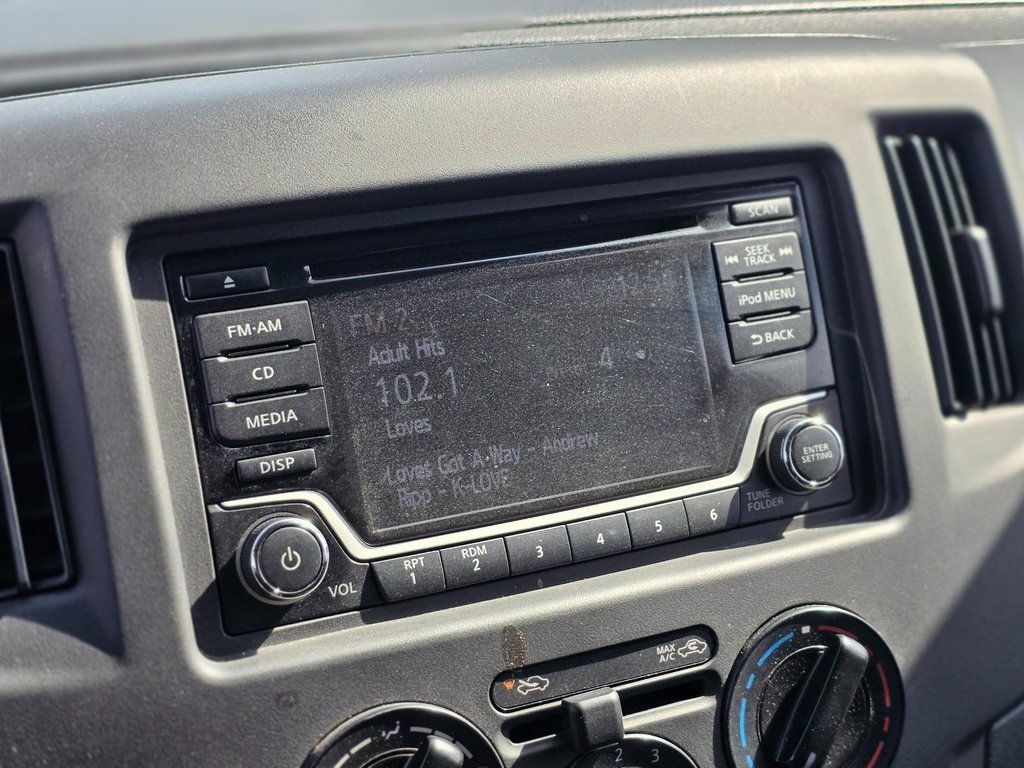 SCAN
SEEK
TRACK
iPod MENU
BACK
FM·AM
CD
MEDIA
DISP
FM 2
Adult Hits
102.1
4
Loves
Loves Got A Way - Andrew
Ripp - K-LOVE
ENTER
SETTING
TUNE
FOLDER
VOL
RPT
1
RDM
2
3
4
5
6
MAX
A/C
2
3